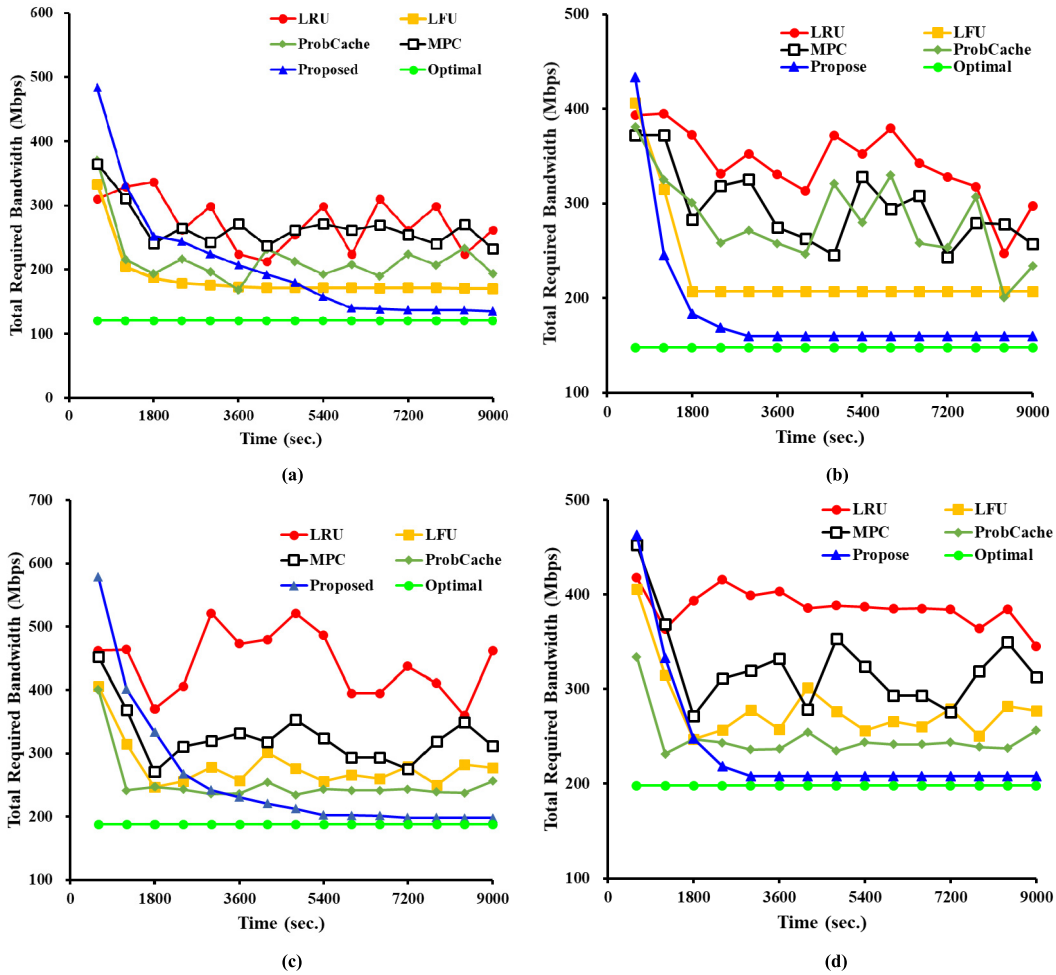 LRU
LFU
ProbCache
MPC
Proposed
Optimal
Total Required Bandwidth (Mbps)
600
500
400
300
200
100
0
0 1800 3600 5400 7200 9000
Time (sec.)
(a)
LRU
LFU
MPC
ProbCache
Propose
Optimal
Total Required Bandwidth (Mbps)
500
400
300
200
100
0 1800 3600 5400 7200 9000
Time (sec.)
(b)
LRU
LFU
MPC
ProbCache
Proposed
Optimal
Total Required Bandwidth (Mbps)
700
600
500
400
300
200
100
0 1800 3600 5400 7200 9000
Time (sec.)
(c)
LRU
LFU
MPC
ProbCache
Propose
Optimal
Total Required Bandwidth (Mbps)
500
400
300
200
100
0 1800 3600 5400 7200 9000
Time (sec.)
(d)